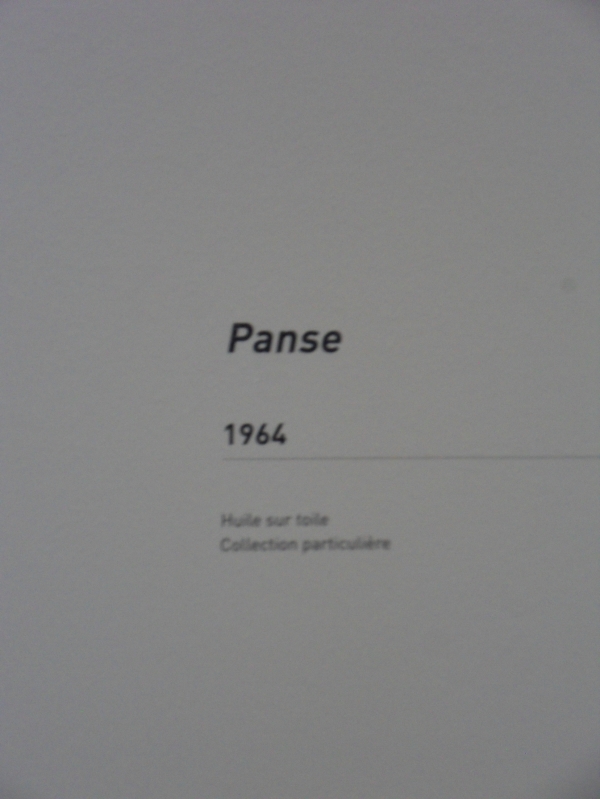 Panse
1964
Huile sur toile
Collection particulière